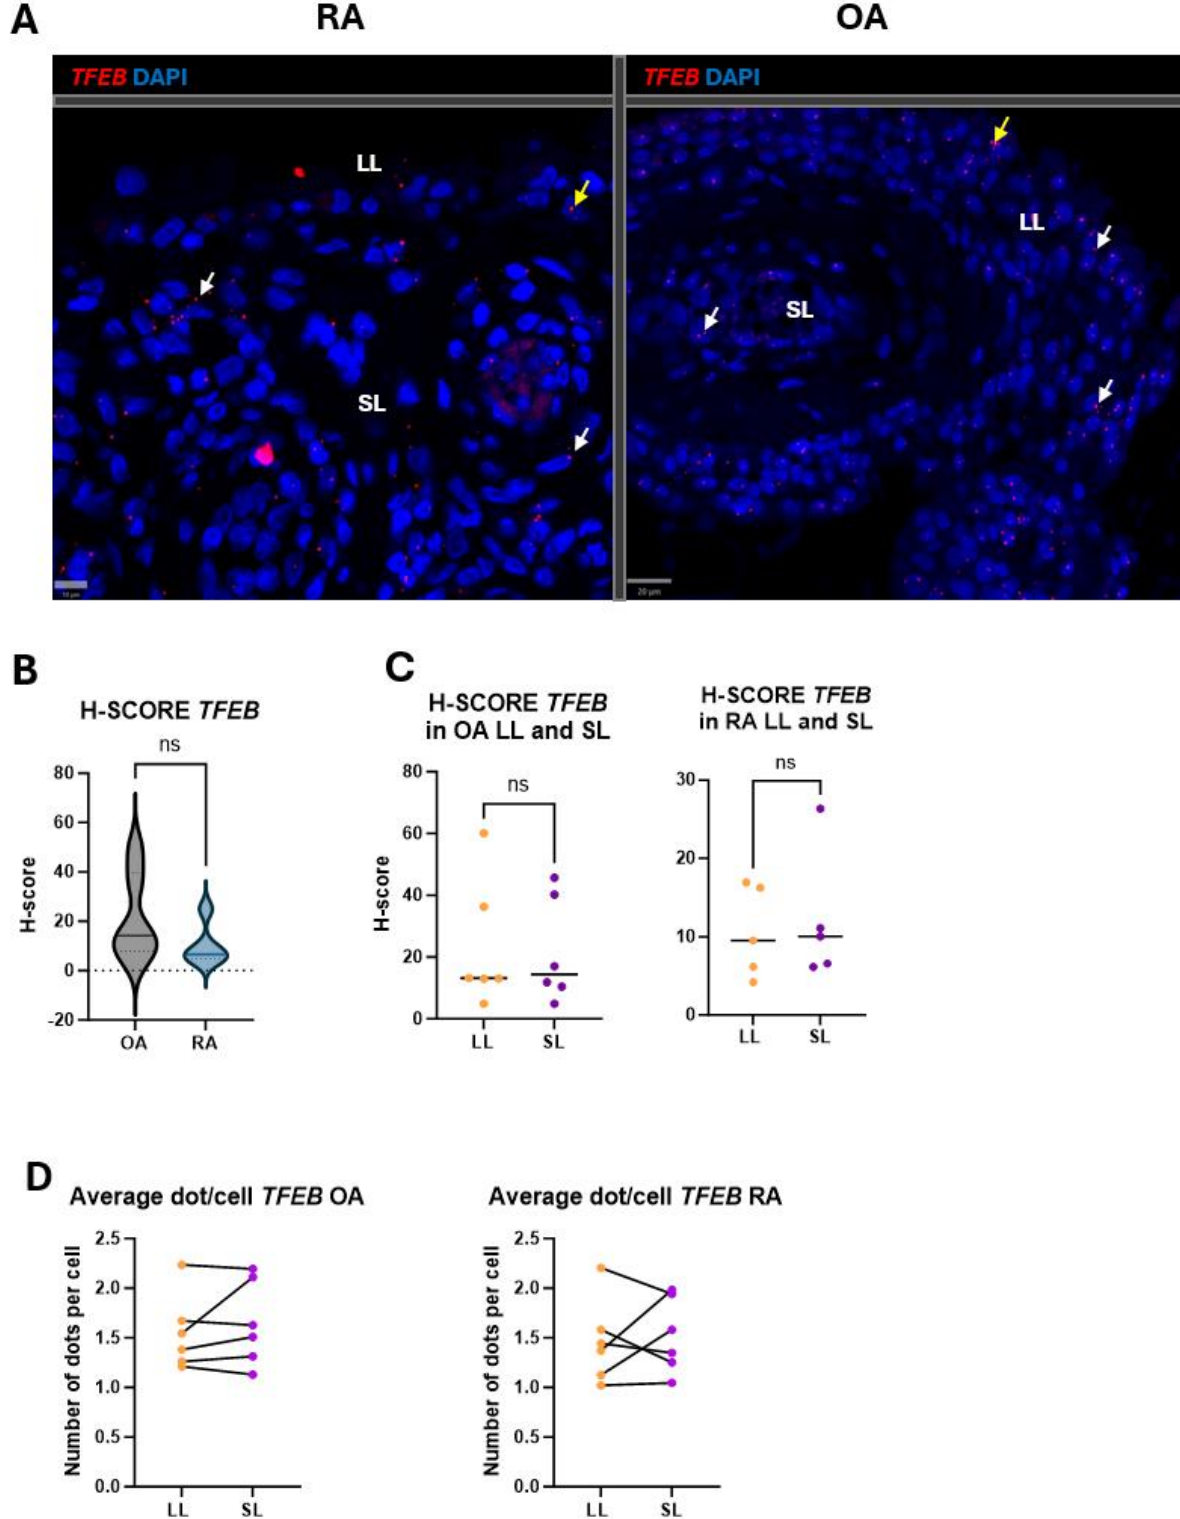 A
RA
OA
TFEB DAPI
TFEB DAPI
LL
SL
LL
SL
10 µm
20 µm
B
H-SCORE TFEB
ns
H-score
80
60
40
20
0
-20
OA
RA
C
H-SCORE TFEB
in OA LL and SL
ns
H-score
80
60
40
20
0
LL
SL
H-SCORE TFEB
in RA LL and SL
ns
30
20
10
0
LL
SL
D
Average dot/cell TFEB OA
Number of dots per cell
2.5
2.0
1.5
1.0
0.5
0.0
LL
SL
Average dot/cell TFEB RA
Number of dots per cell
2.5
2.0
1.5
1.0
0.5
0.0
LL
SL